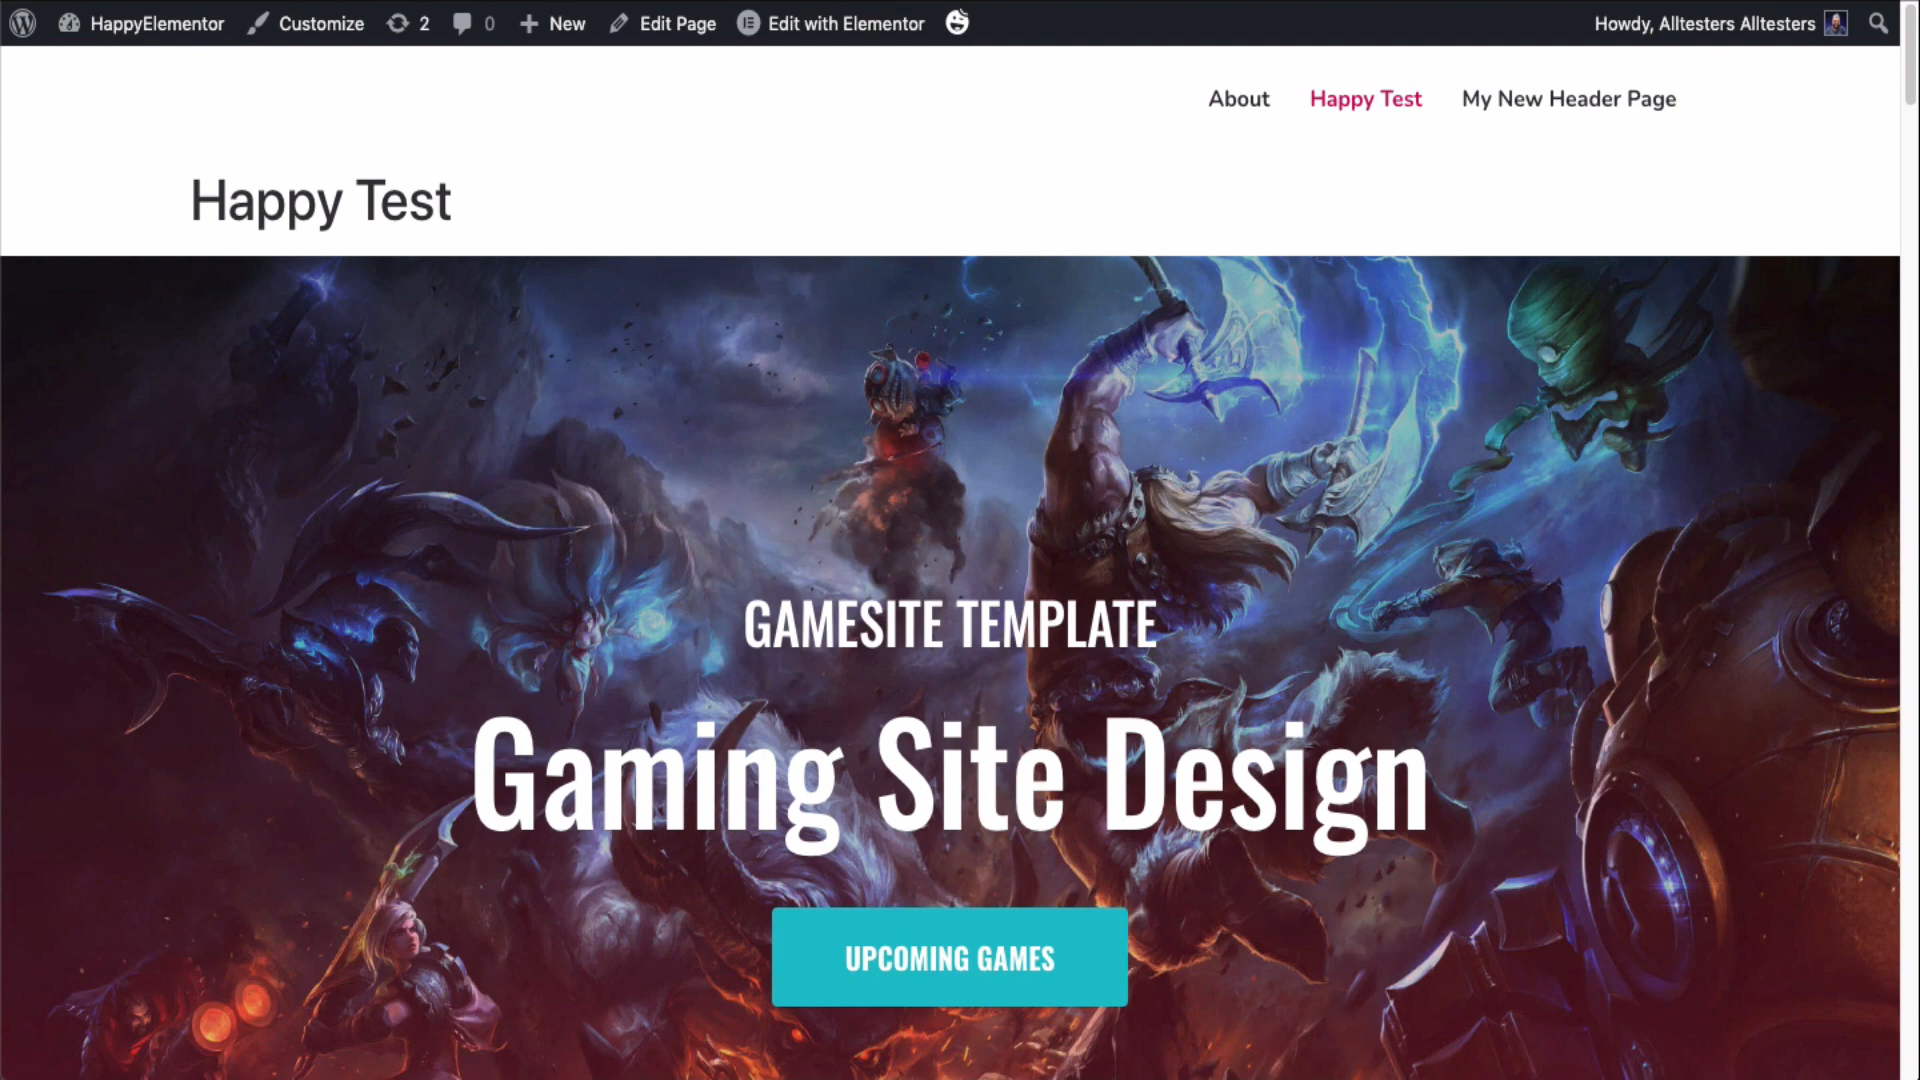 HappyElementor Customize 2 0 New Edit Page Edit with Elementor Howdy, Alltesters Alltesters
About Happy Test My New Header Page
Happy Test
GAMESITE TEMPLATE
Gaming Site Design
UPCOMING GAMES